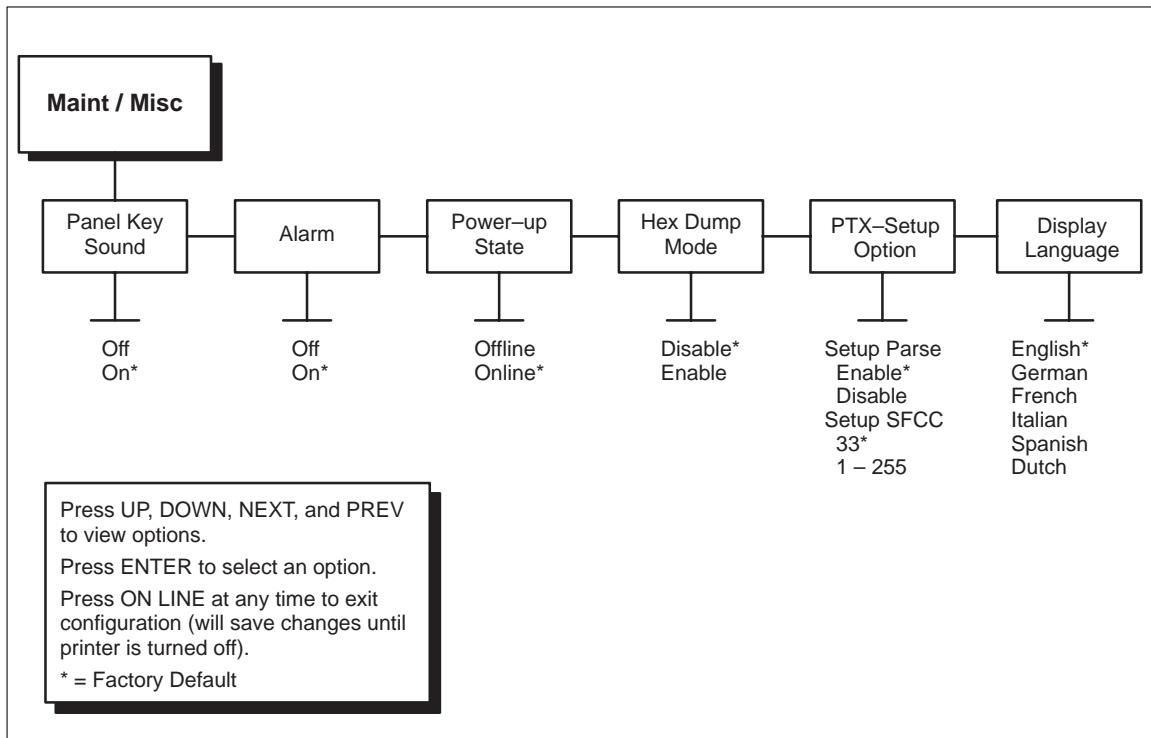 Maint / Misc
Panel Key
Sound
Alarm
Power–up
State
Hex Dump
Mode
PTX–Setup
Option
Display
Language
Off
On*
Off
On*
Offline
Online*
Disable*
Enable
Setup Parse
Enable*
Disable
Setup SFCC
33*
1 – 255
English*
German
French
Italian
Spanish
Dutch
Press UP, DOWN, NEXT, and PREV
to view options.
Press ENTER to select an option.
Press ON LINE at any time to exit
configuration (will save changes until
printer is turned off).
* = Factory Default